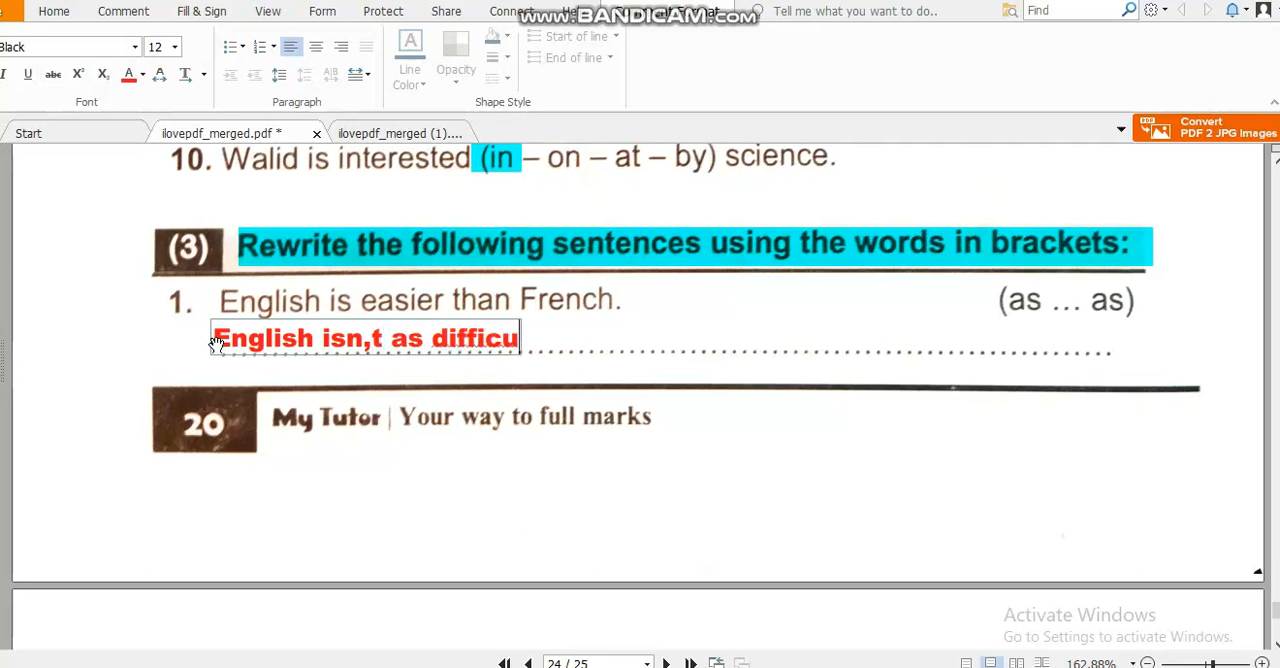 WWW.BANDICAM.COM
Home Comment Fill & Sign View Form Protect Share Connect Tell me what you want to do.. Find
Black 12
I U abc X² X₂ A A T
A Line Color Opacity Start of line End of line
Font Paragraph Shape Style
Start ilovepdf_merged.pdf * × ilovepdf_merged (1)....
Convert
PDF 2 JPG Images
10. Walid is interested (in – on – at – by) science.
(3) Rewrite the following sentences using the words in brackets:
1. English is easier than French. (as ... as)
English isn,t as difficu
20 My Tutor | Your way to full marks
Activate Windows
Go to Settings to activate Windows.
24 / 25 162.88%